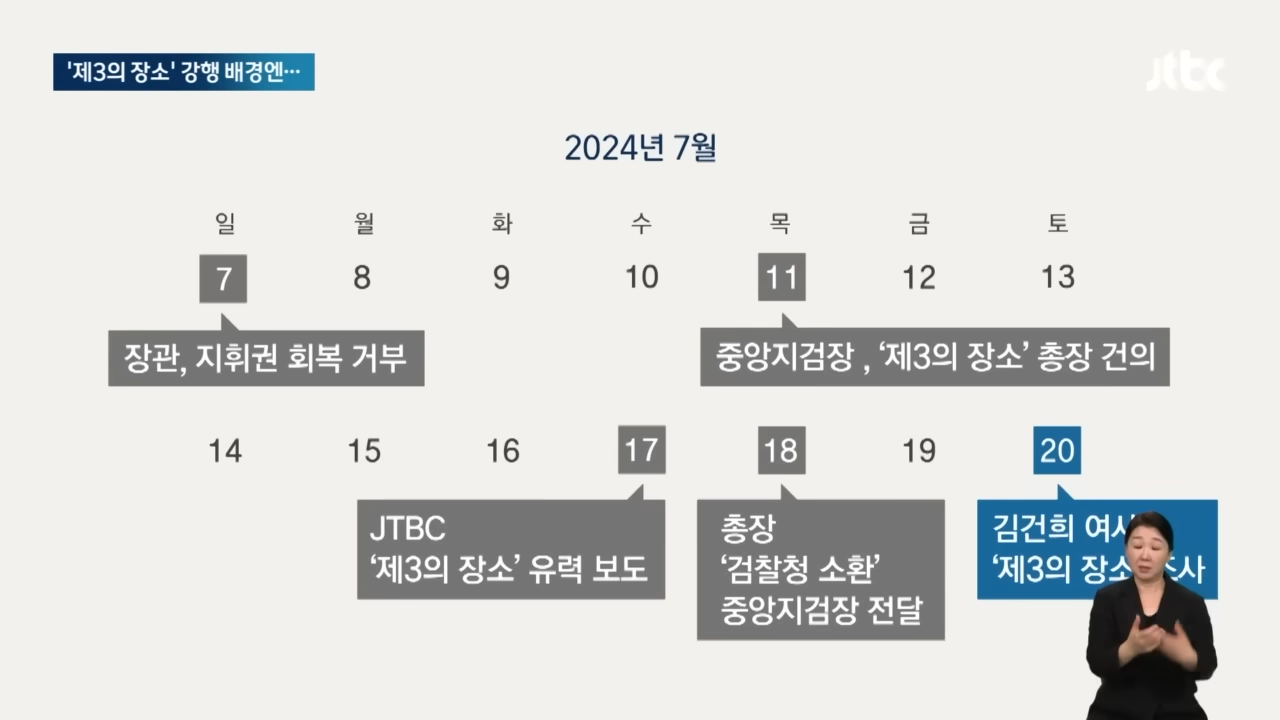 '제3의 장소' 강행 배경엔…
jtbc
2024년 7월
일 월 화 수 목 금 토
7 8 9 10 11 12 13
장관, 지휘권 회복 거부
중앙지검장 , ‘제3의 장소’ 총장 건의
14 15 16 17 18 19 20
JTBC
‘제3의 장소’ 유력 보도
총장
‘검찰청 소환’
중앙지검장 전달
김건희
‘제3의